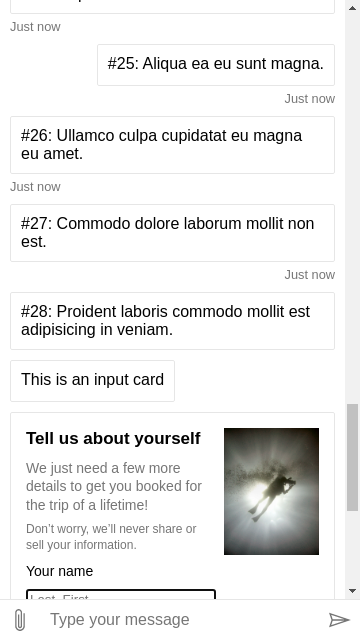 Just now
#25: Aliqua ea eu sunt magna.
Just now
#26: Ullamco culpa cupidatat eu magna
eu amet.
Just now
#27: Commodo dolore laborum mollit non
est.
Just now
#28: Proident laboris commodo mollit est
adipisicing in veniam.
This is an input card
Tell us about yourself
We just need a few more
details to get you booked for
the trip of a lifetime!
Don't worry, we'll never share or
sell your information.
Your name
Last, First
Type your message